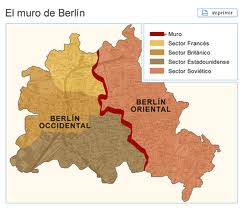 El muro de Berlín
imprimir
Muro
Sector Francés
Sector Británico
Sector Estadounidense
Sector Soviético
BERLÍN
ORIENTAL
BERLÍN
OCCIDENTAL